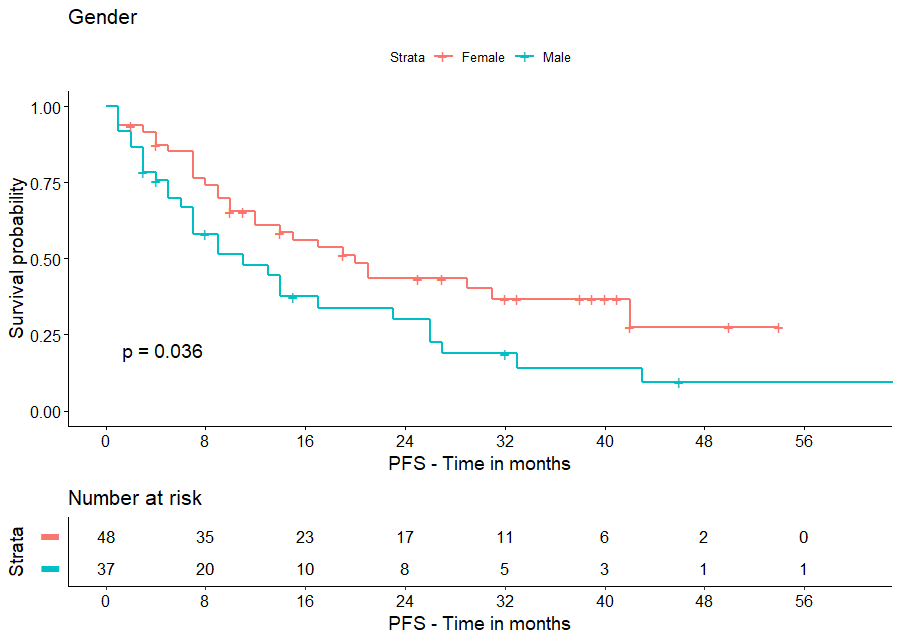 Gender
Strata Female Male
Survival probability
1.00
0.75
0.50
0.25
0.00
p = 0.036
0 8 16 24 32 40 48 56
PFS - Time in months
Number at risk
Strata
48 35 23 17 11 6 2 0
37 20 10 8 5 3 1 1
0 8 16 24 32 40 48 56
PFS - Time in months